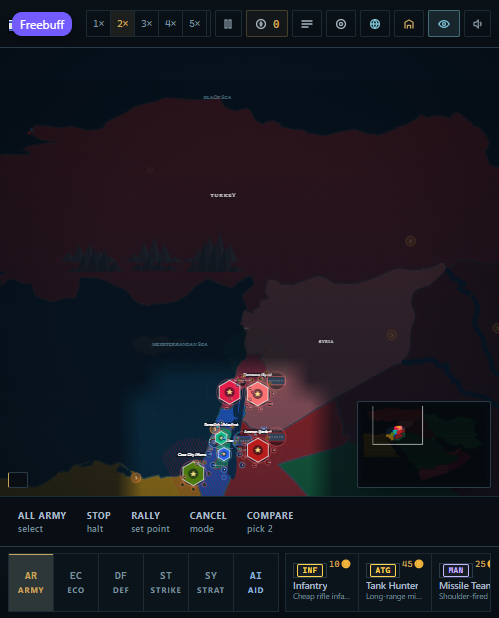 Freebuff
1× 2× 3× 4× 5×
0
BLACK SEA
TURKEY
MEDITERRANEAN SEA
SYRIA
ALL ARMY STOP RALLY CANCEL COMPARE
select halt set point mode pick 2
AR EC DF ST SY AI
ARMY ECO DEF STRIKE STRAT AID
INF 10 ATG 45 MAN 25
Infantry Tank Hunter Missile Team
Cheap rifle infa... Long-range mi... Shoulder-fired